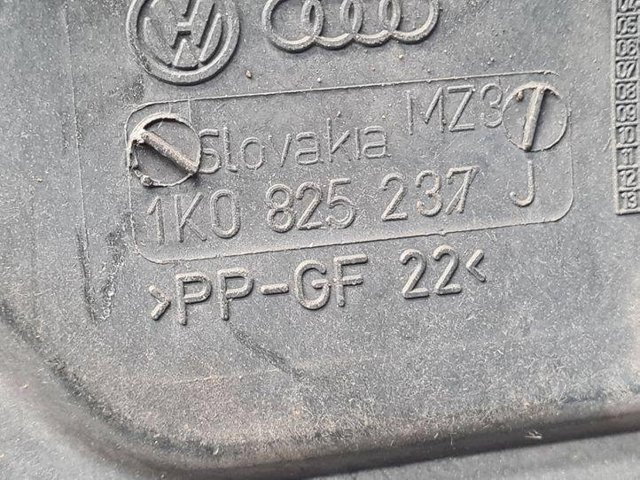 Slovakia MZ3
1K0 825 237 J
>PP-GF 22<